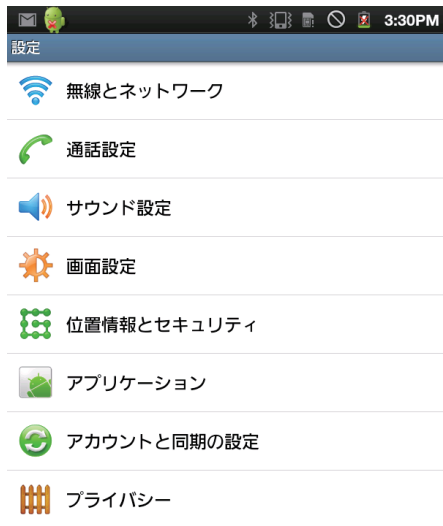 3:30PM
設定
無線とネットワーク
通話設定
サウンド設定
画面設定
位置情報とセキュリティ
アプリケーション
アカウントと同期の設定
プライバシー